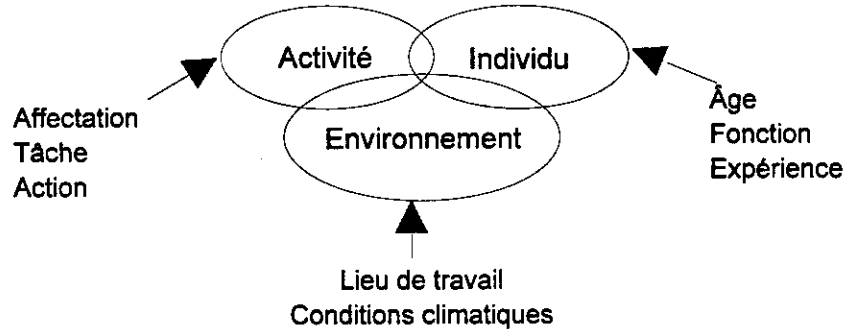 Activité
Individu
Environnement
Affectation
Tâche
Action
Âge
Fonction
Expérience
Lieu de travail
Conditions climatiques